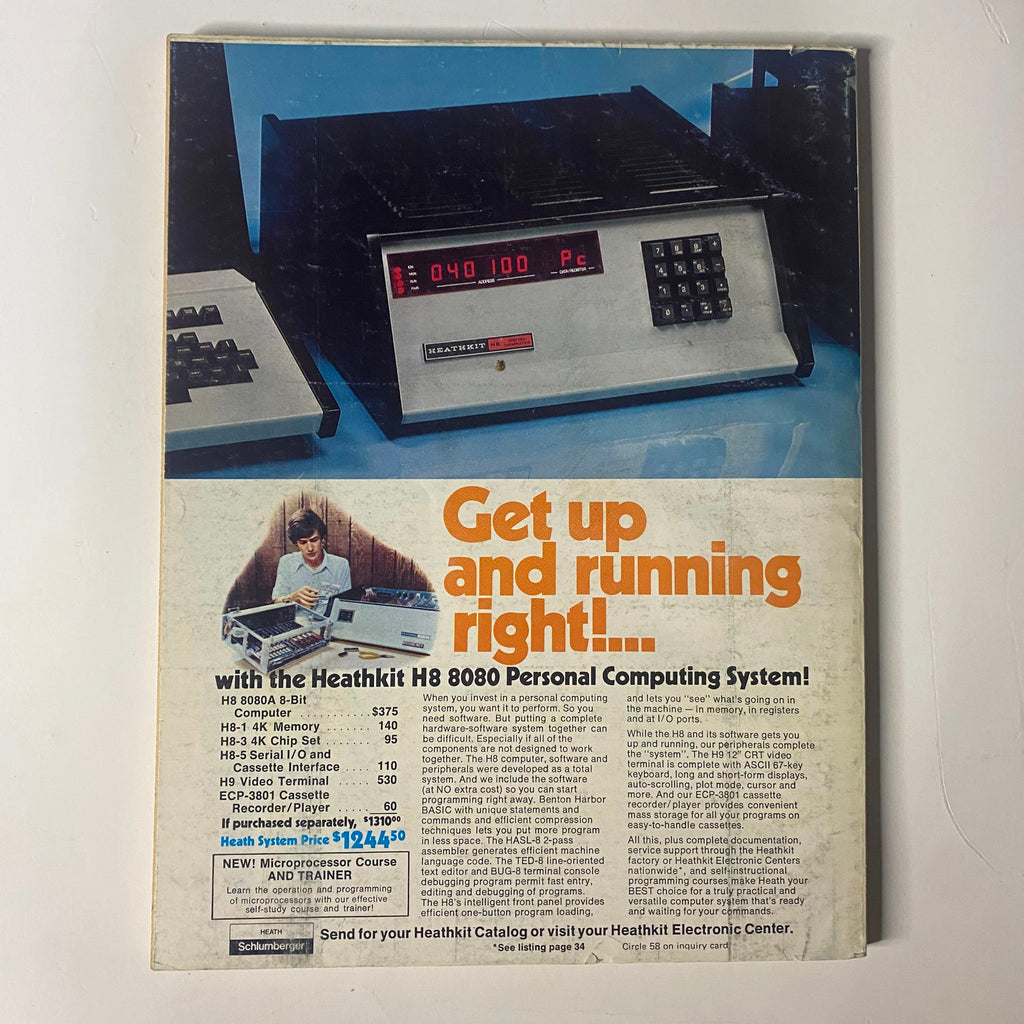 040 100 Pc
ADDRESS
DATA/REGISTER
7 8 9 +
4 5 6 -
1 2 3
0
HEATHKIT H8 DIGITAL COMPUTER
Get up
and running
right!...
with the Heathkit H8 8080 Personal Computing System!
H8 8080A 8-Bit
Computer ........... $375
H8-1 4K Memory ....... 140
H8-3 4K Chip Set ....... 95
H8-5 Serial I/O and
Cassette Interface .... 110
H9 Video Terminal ..... 530
ECP-3801 Cassette
Recorder/Player ..... 60
If purchased separately, $1310⁰⁰
Heath System Price $1244⁵⁰
NEW! Microprocessor Course
AND TRAINER
Learn the operation and programming
of microprocessors with our effective
self-study course and trainer!
When you invest in a personal computing
system, you want it to perform. So you
need software. But putting a complete
hardware-software system together can
be difficult. Especially if all of the
components are not designed to work
together. The H8 computer, software and
peripherals were developed as a total
system. And we include the software
(at NO extra cost) so you can start
programming right away. Benton Harbor
BASIC with unique statements and
commands and efficient compression
techniques lets you put more program
in less space. The HASL-8 2-pass
assembler generates efficient machine
language code. The TED-8 line-oriented
text editor and BUG-8 terminal console
debugging program permit fast entry,
editing and debugging of programs.
The H8's intelligent front panel provides
efficient one-button program loading,
and lets you "see" what's going on in
the machine — in memory, in registers
and at I/O ports.
While the H8 and its software gets you
up and running, our peripherals complete
the "system". The H9 12" CRT video
terminal is complete with ASCII 67-key
keyboard, long and short-form displays,
auto-scrolling, plot mode, cursor and
more. And our ECP-3801 cassette
recorder/player provides convenient
mass storage for all your programs on
easy-to-handle cassettes.
All this, plus complete documentation,
service support through the Heathkit
factory or Heathkit Electronic Centers
nationwide*, and self-instructional
programming courses make Heath your
BEST choice for a truly practical and
versatile computer system that's ready
and waiting for your commands.
HEATH
Schlumberger
Send for your Heathkit Catalog or visit your Heathkit Electronic Center.
*See listing page 34
Circle 58 on inquiry card